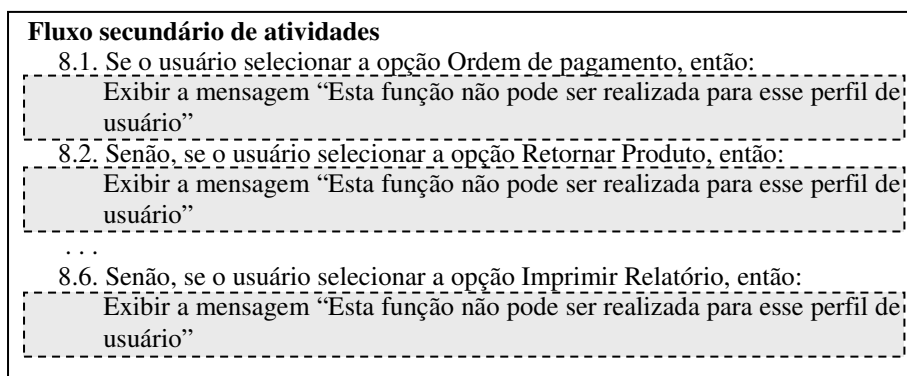 Fluxo secundário de atividades
8.1. Se o usuário selecionar a opção Ordem de pagamento, então:
Exibir a mensagem “Esta função não pode ser realizada para esse perfil de
usuário”
8.2. Senão, se o usuário selecionar a opção Retornar Produto, então:
Exibir a mensagem “Esta função não pode ser realizada para esse perfil de
usuário”
. . .
8.6. Senão, se o usuário selecionar a opção Imprimir Relatório, então:
Exibir a mensagem “Esta função não pode ser realizada para esse perfil de
usuário”